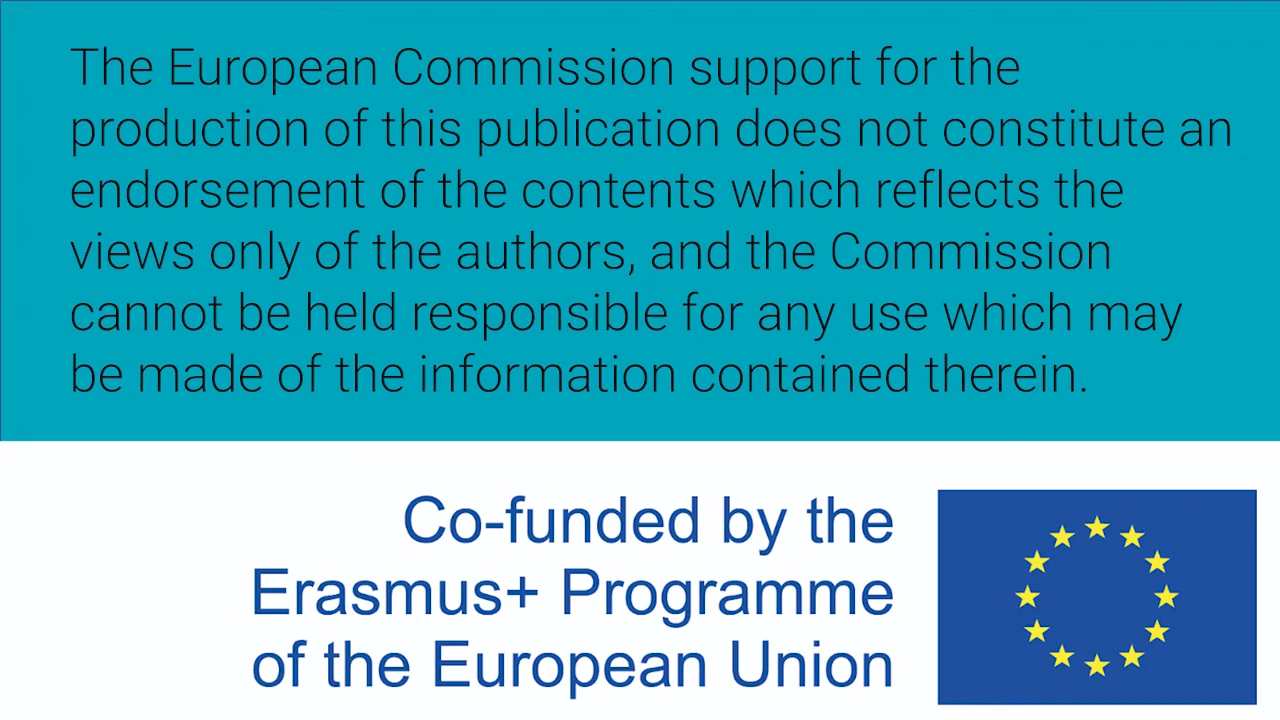 The European Commission support for the
production of this publication does not constitute an
endorsement of the contents which reflects the
views only of the authors, and the Commission
cannot be held responsible for any use which may
be made of the information contained therein.
Co-funded by the
Erasmus+ Programme
of the European Union